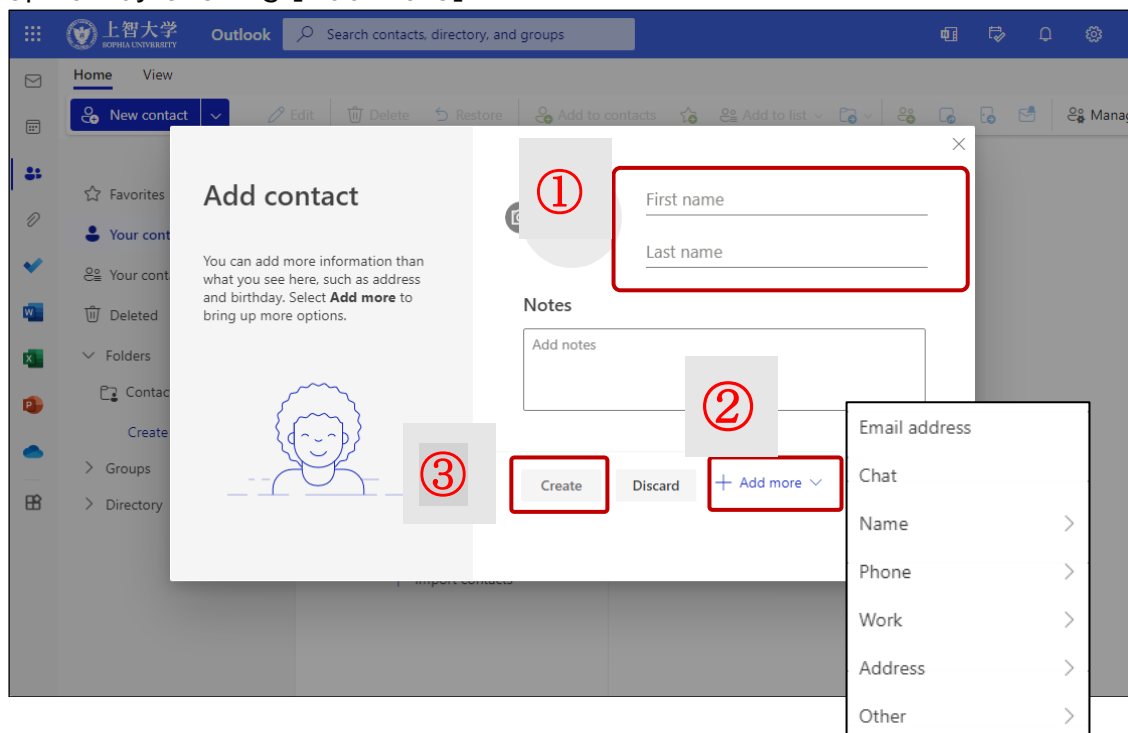 上智大学
SOPHIA UNIVERSITY
Outlook
Search contacts, directory, and groups
Home View
New contact
Edit Delete Restore Add to contacts Add to list
Favorites
Your cont
Your cont
Deleted
Folders
Contac
Create
Groups
Directory
Add contact
You can add more information than
what you see here, such as address
and birthday. Select Add more to
bring up more options.
①
First name
Last name
Notes
Add notes
②
③
Create Discard + Add more
Email address
Chat
Name
Phone
Work
Address
Other